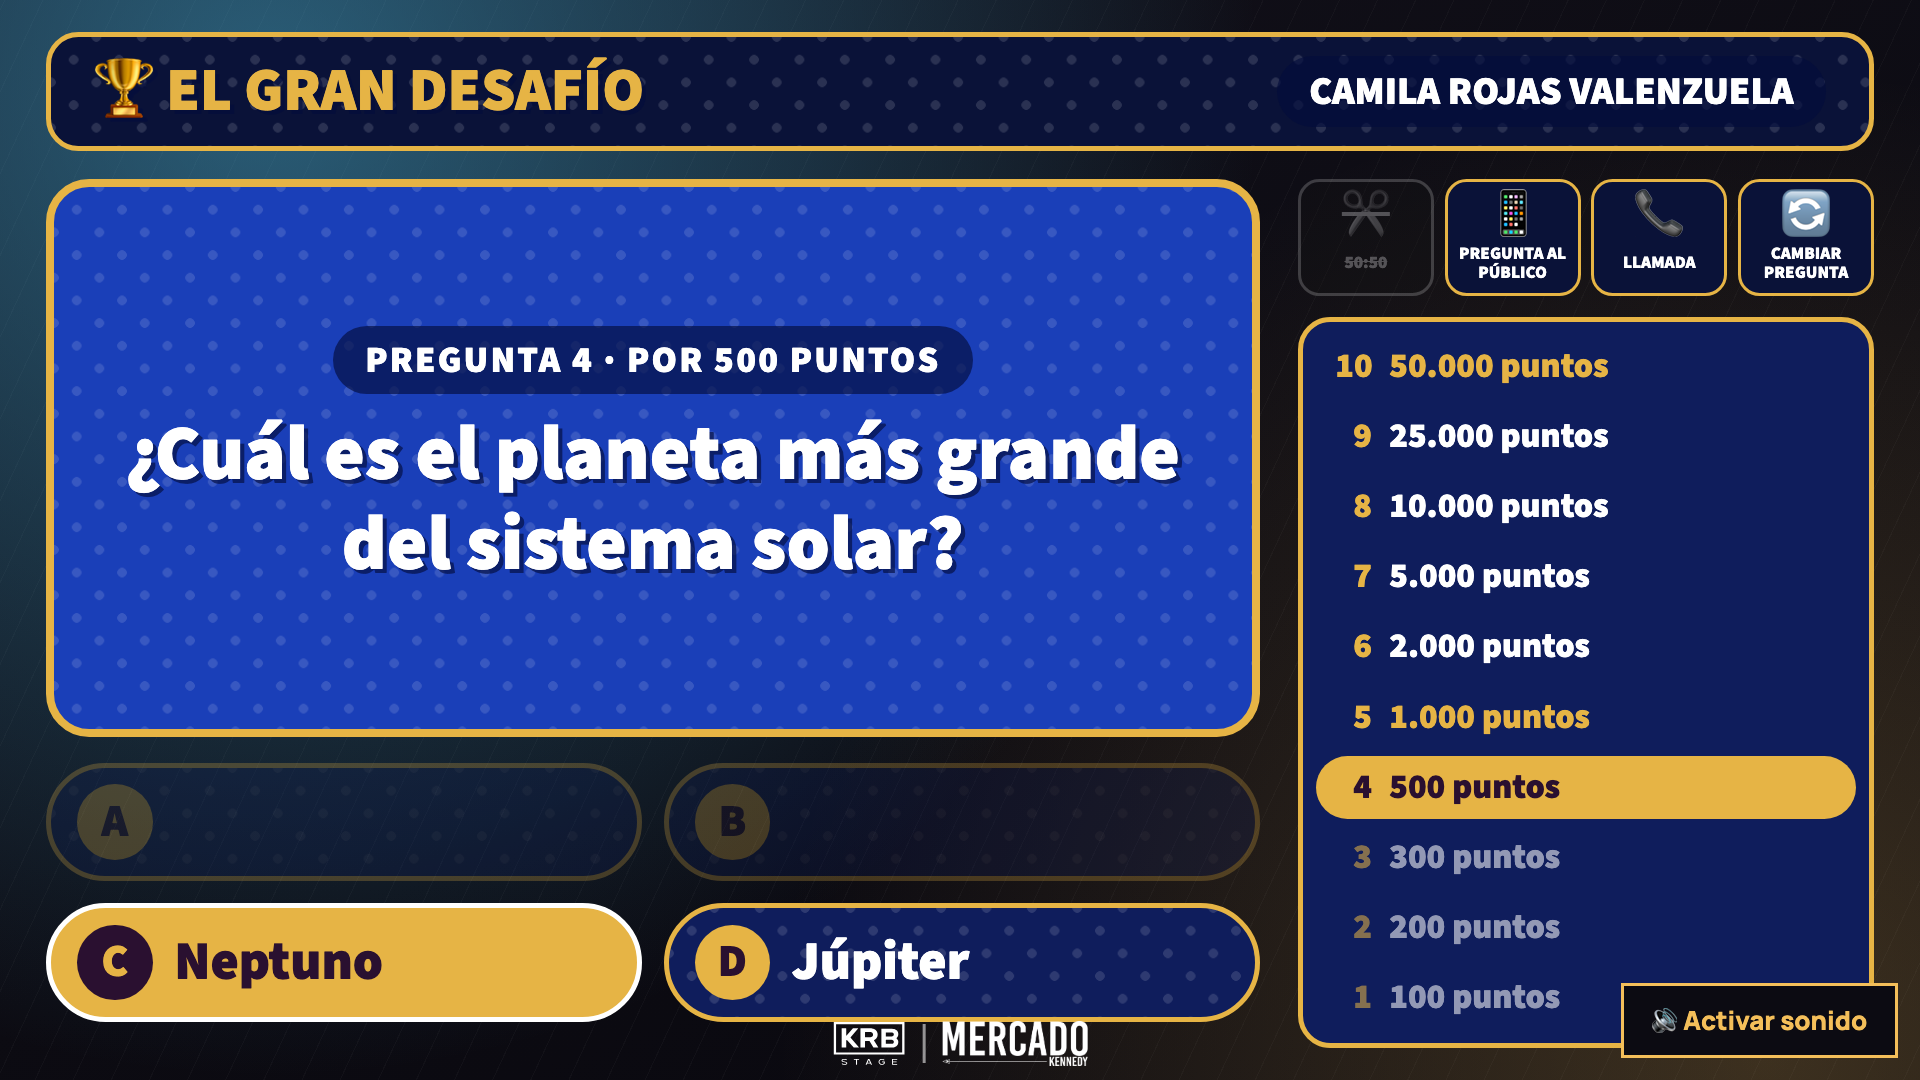 EL GRAN DESAFÍO
CAMILA ROJAS VALENZUELA
PREGUNTA 4 · POR 500 PUNTOS
¿Cuál es el planeta más grande
del sistema solar?
A
B
C Neptuno
D Júpiter
50:50
PREGUNTA AL
PÚBLICO
LLAMADA
CAMBIAR
PREGUNTA
10 50.000 puntos
9 25.000 puntos
8 10.000 puntos
7 5.000 puntos
6 2.000 puntos
5 1.000 puntos
4 500 puntos
3 300 puntos
2 200 puntos
1 100 puntos
Activar sonido
KRB
STAGE
MERCADO
KENNEDY